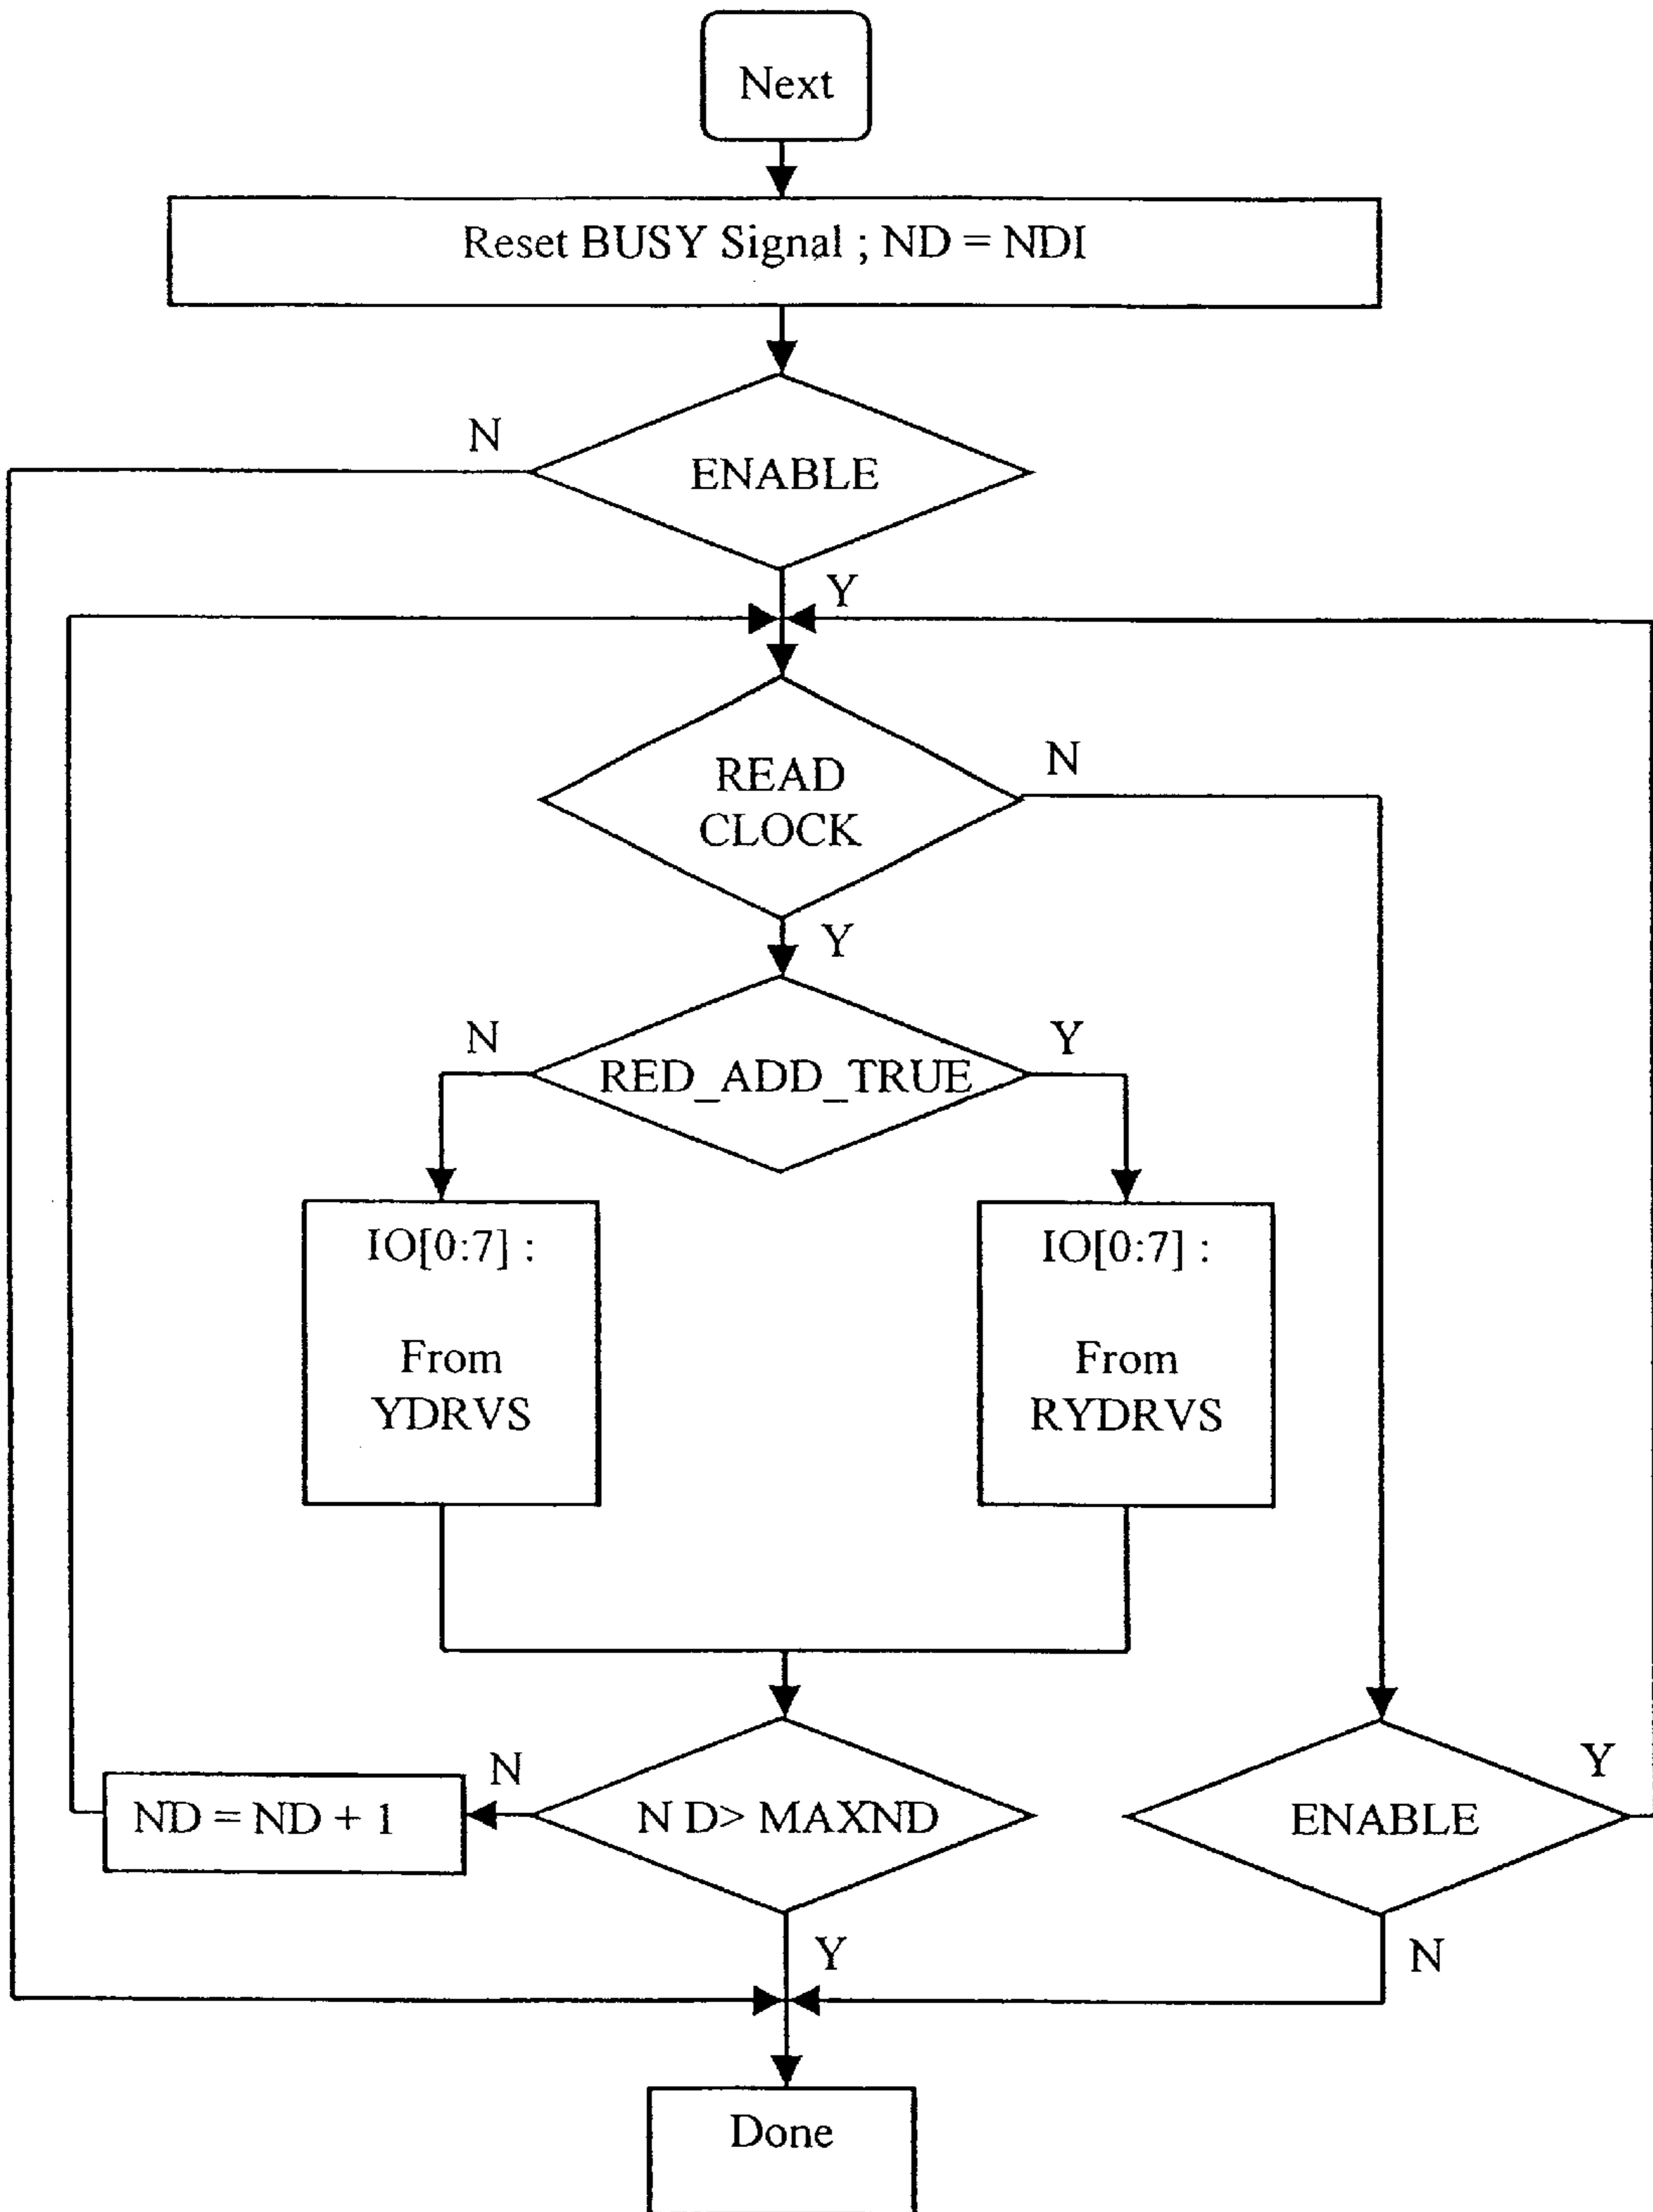 Next
Reset BUSY Signal ; ND = NDI
N
ENABLE
Y
READ
CLOCK
N
Y
N
RED_ADD_TRUE
Y
IO[0:7] :
From
YDRVS
IO[0:7] :
From
RYDRVS
ND = ND + 1
N
N D> MAXND
Y
ENABLE
Y
N
Done